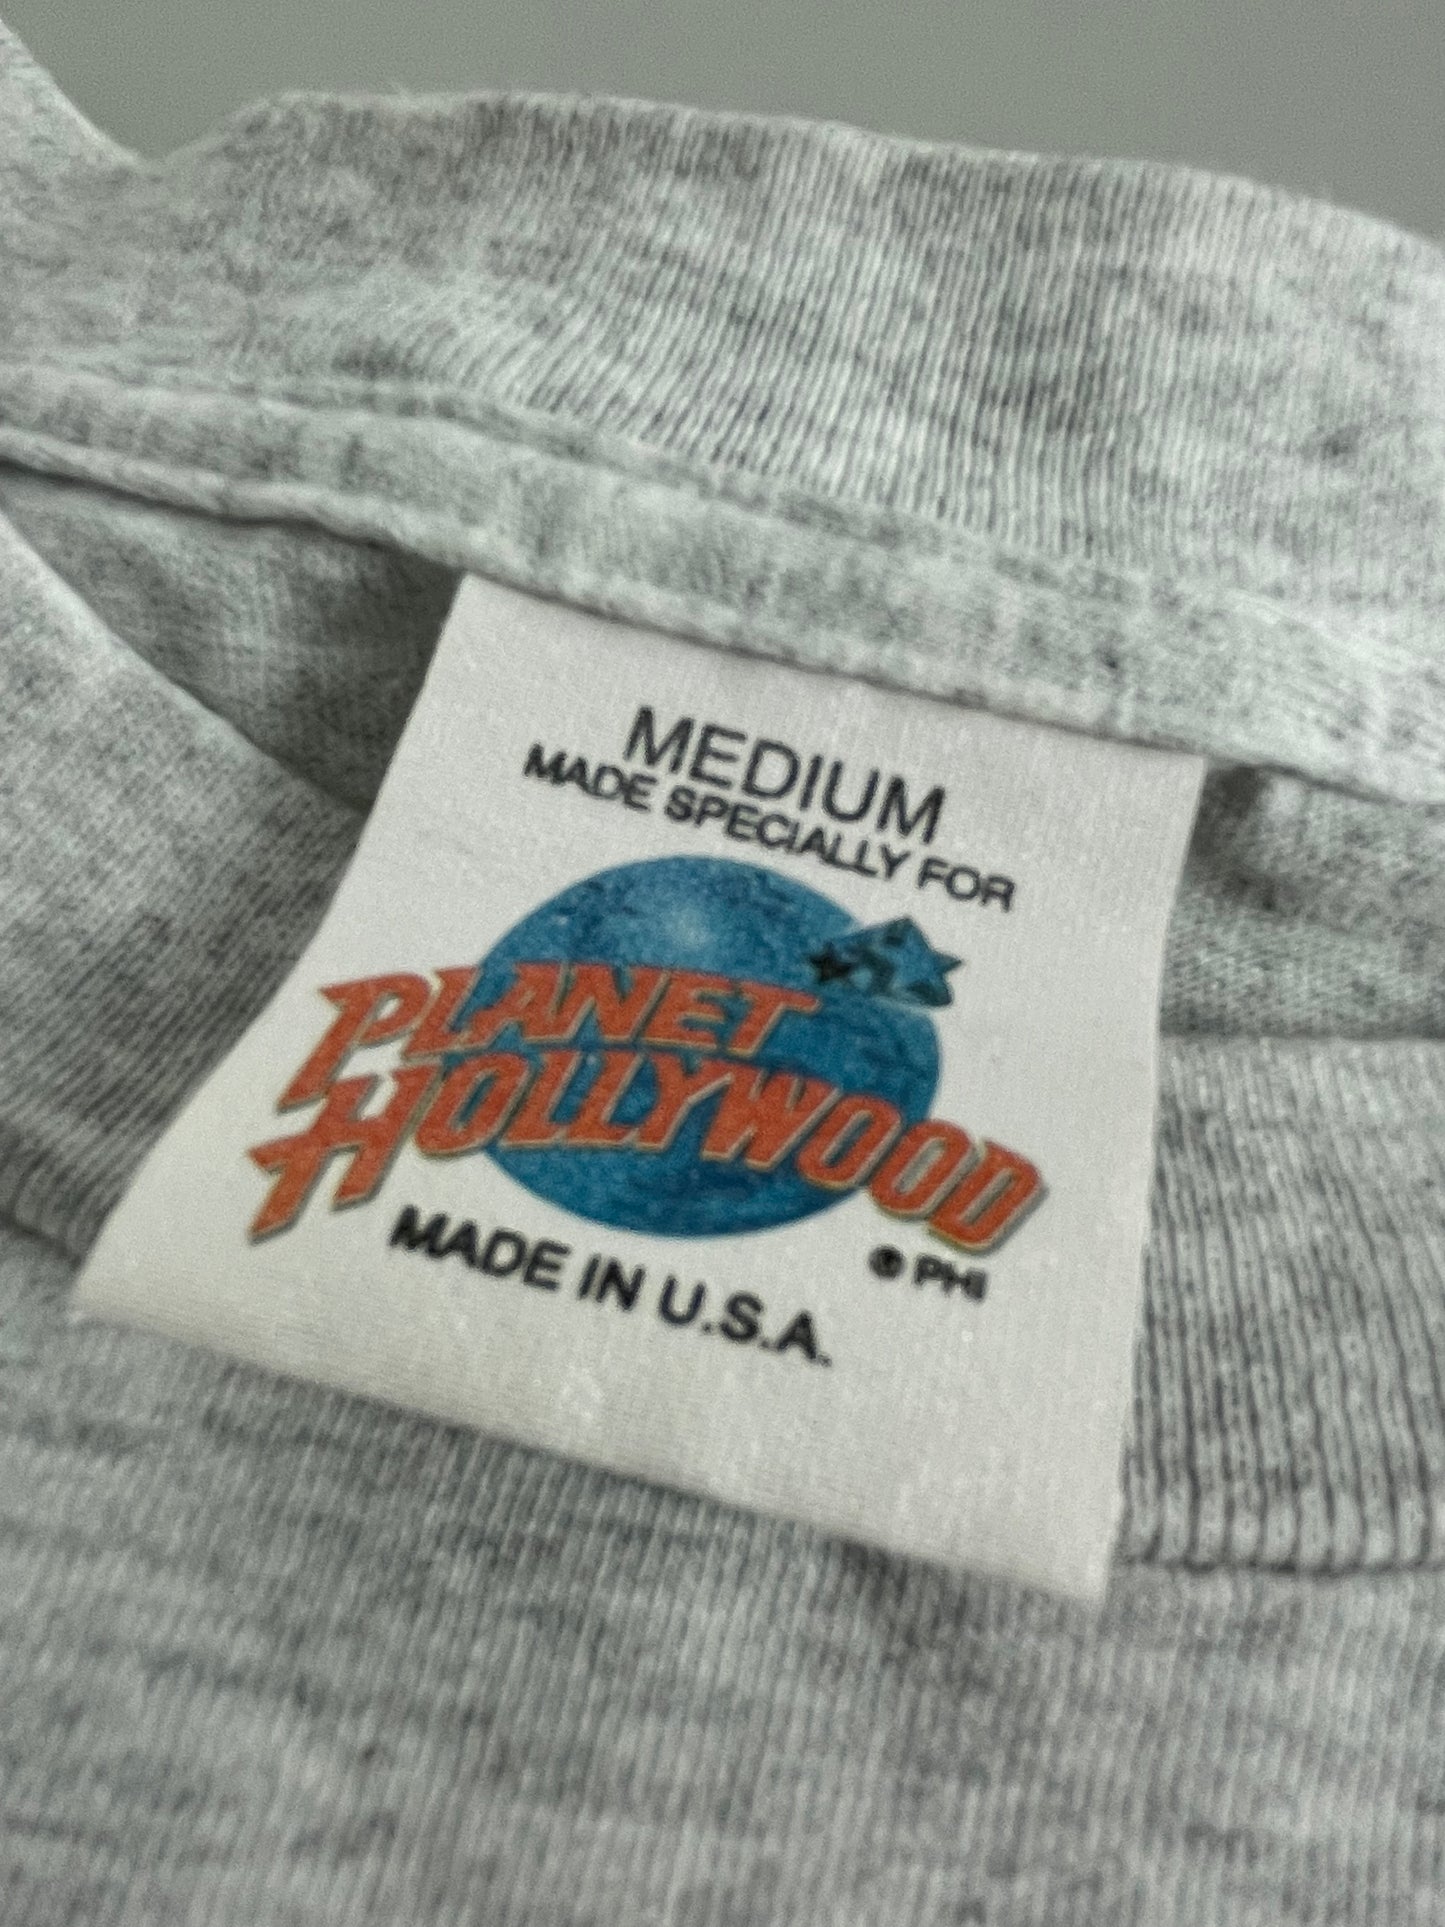 MEDIUM
MADE SPECIALLY FOR
PLANET
HOLLYWOOD
® PHI
MADE IN U.S.A.